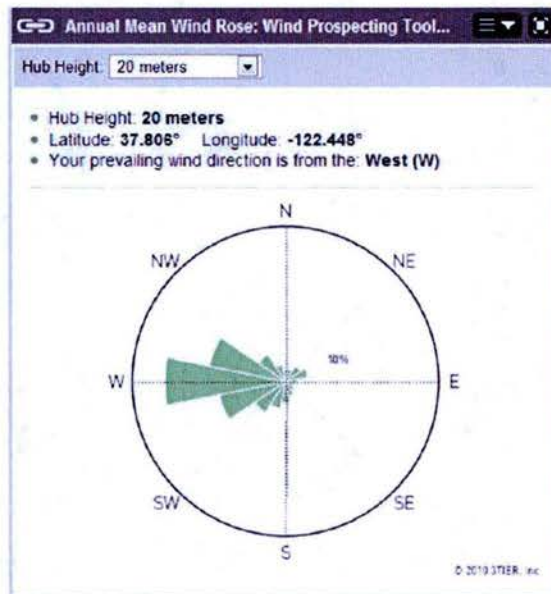 Annual Mean Wind Rose: Wind Prospecting Tool...
Hub Height: 20 meters
Hub Height: 20 meters
Latitude: 37.806° Longitude: -122.448°
Your prevailing wind direction is from the: West (W)
N
NW NE
10%
W E
SW SE
S
© 2010 3TIER, Inc